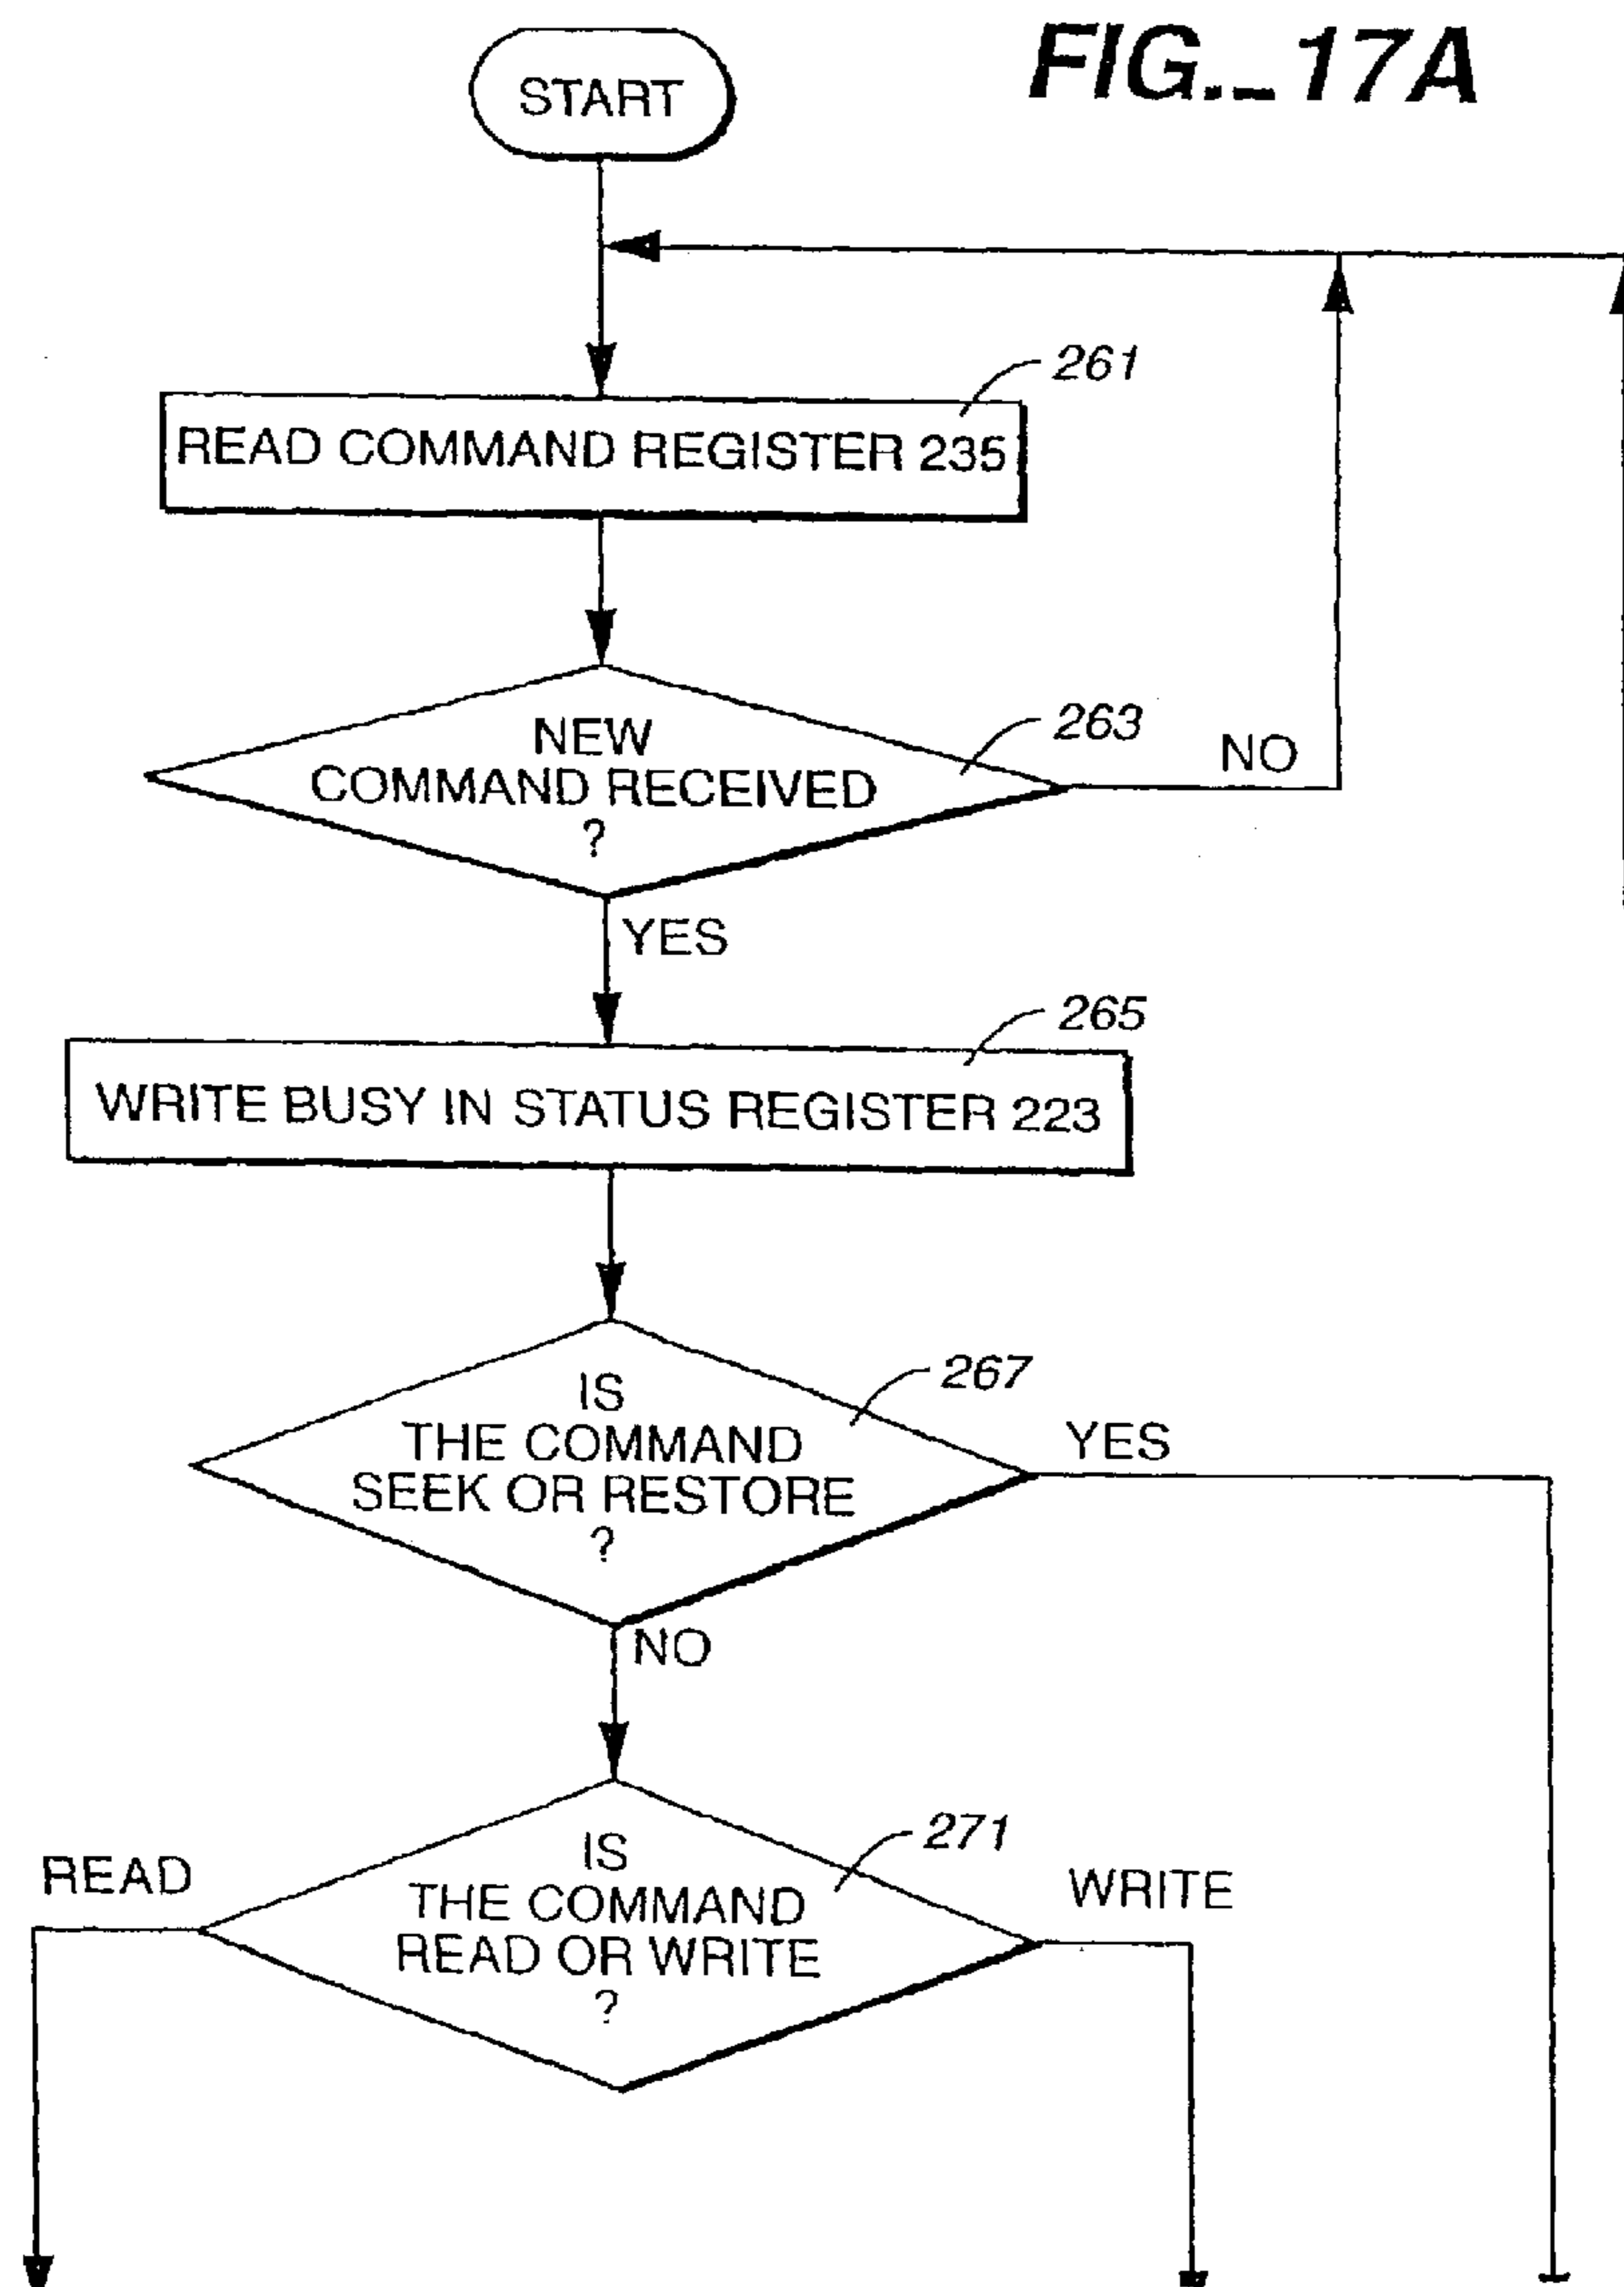 FIG._17A
START
261
READ COMMAND REGISTER 235
263
NEW
COMMAND RECEIVED
?
NO
YES
265
WRITE BUSY IN STATUS REGISTER 223
267
IS
THE COMMAND
SEEK OR RESTORE
?
YES
NO
271
IS
THE COMMAND
READ OR WRITE
?
READ
WRITE